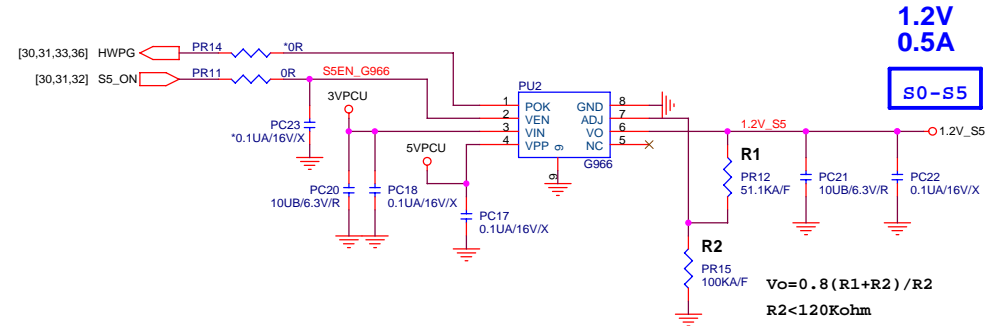 1.2V
0.5A
S0-S5
[30,31,33,36] HWPG PR14 *0R
[30,31,32] S5_ON PR11 0R S5EN_G966
3VPCU
PC23
*0.1UA/16V/X
5VPCU
PU2
1 POK GND 8
2 VEN ADJ 7
3 VIN VO 6
4 VPP NC 5
9 9
G966
1.2V_S5
1.2V_S5
R1
PR12
51.1KA/F
PC21
10UB/6.3V/R
PC22
0.1UA/16V/X
PC20
10UB/6.3V/R
PC18
0.1UA/16V/X
PC17
0.1UA/16V/X
R2
PR15
100KA/F
Vo=0.8(R1+R2)/R2
R2<120Kohm